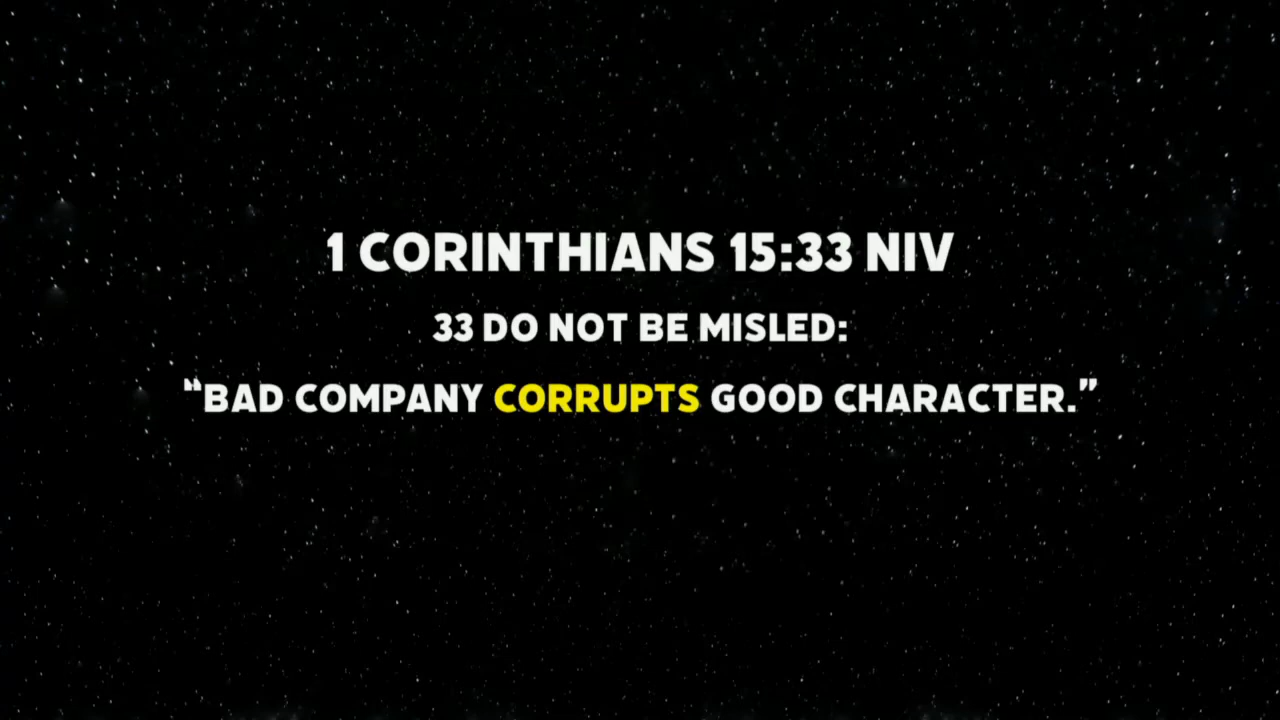 1 CORINTHIANS 15:33 NIV
33 DO NOT BE MISLED:
“BAD COMPANY CORRUPTS GOOD CHARACTER.”